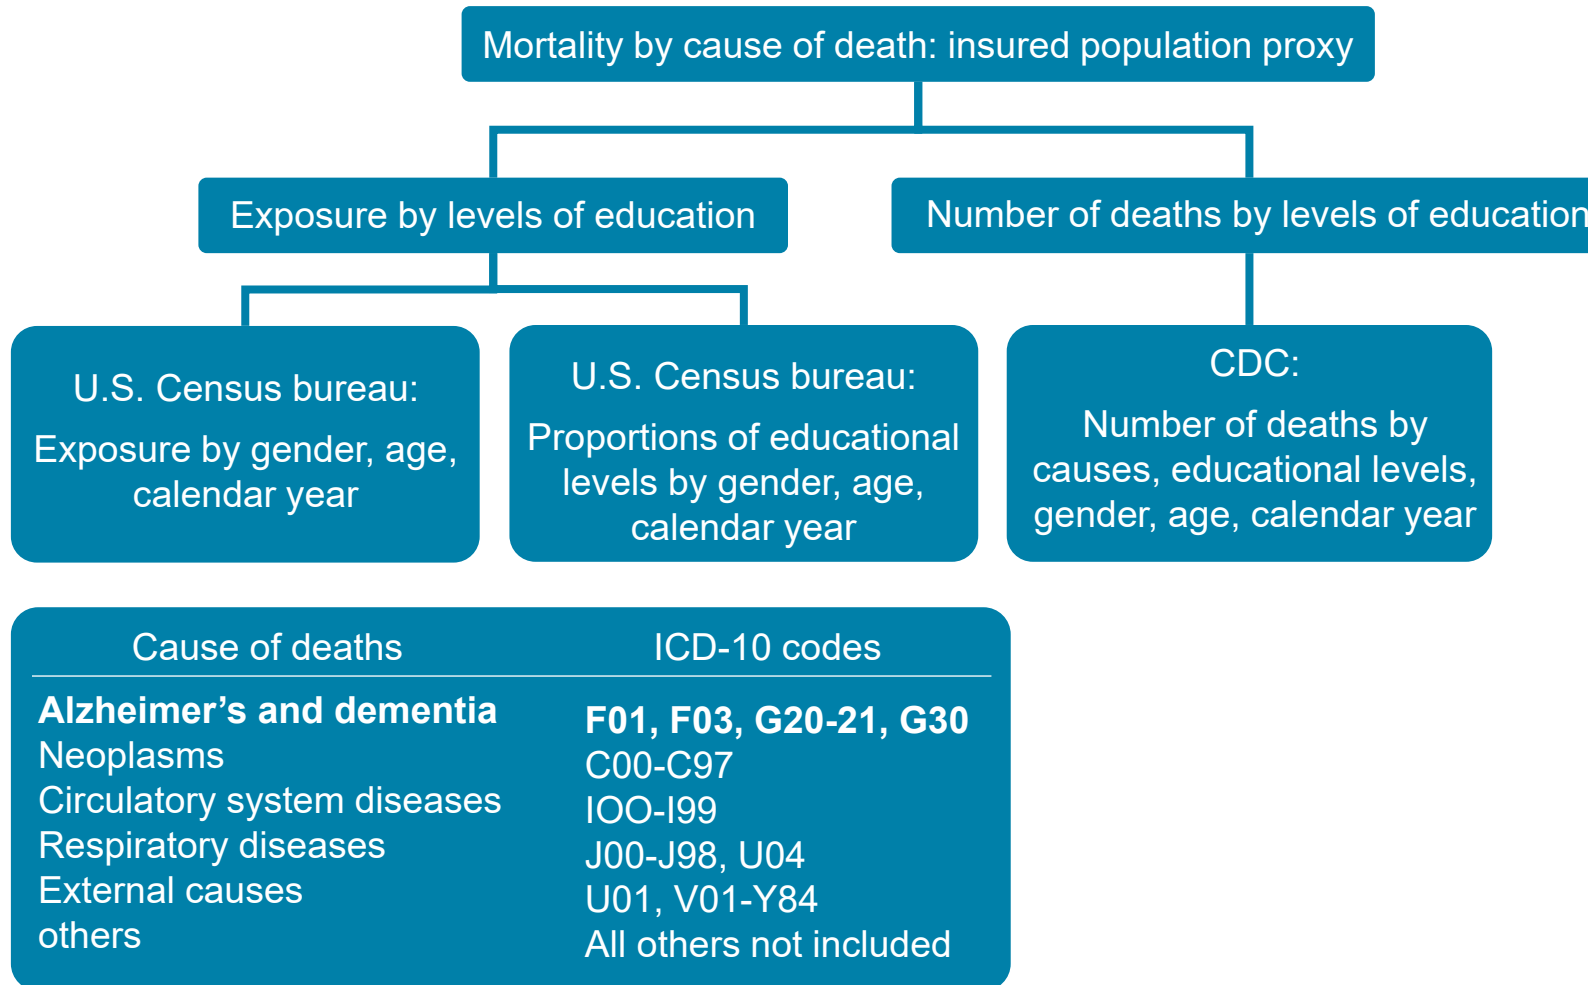 Mortality by cause of death: insured population proxy
Exposure by levels of education
Number of deaths by levels of education
U.S. Census bureau:
Exposure by gender, age,
calendar year
U.S. Census bureau:
Proportions of educational
levels by gender, age,
calendar year
CDC:
Number of deaths by
causes, educational levels,
gender, age, calendar year
Cause of deaths ICD-10 codes
Alzheimer’s and dementia F01, F03, G20-21, G30
Neoplasms C00-C97
Circulatory system diseases IOO-I99
Respiratory diseases J00-J98, U04
External causes U01, V01-Y84
others All others not included